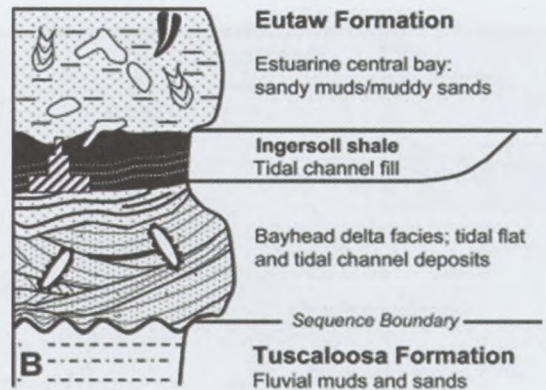 Eutaw Formation
Estuarine central bay:
sandy muds/muddy sands
Ingersoll shale
Tidal channel fill
Bayhead delta facies; tidal flat
and tidal channel deposits
Sequence Boundary
B
Tuscaloosa Formation
Fluvial muds and sands